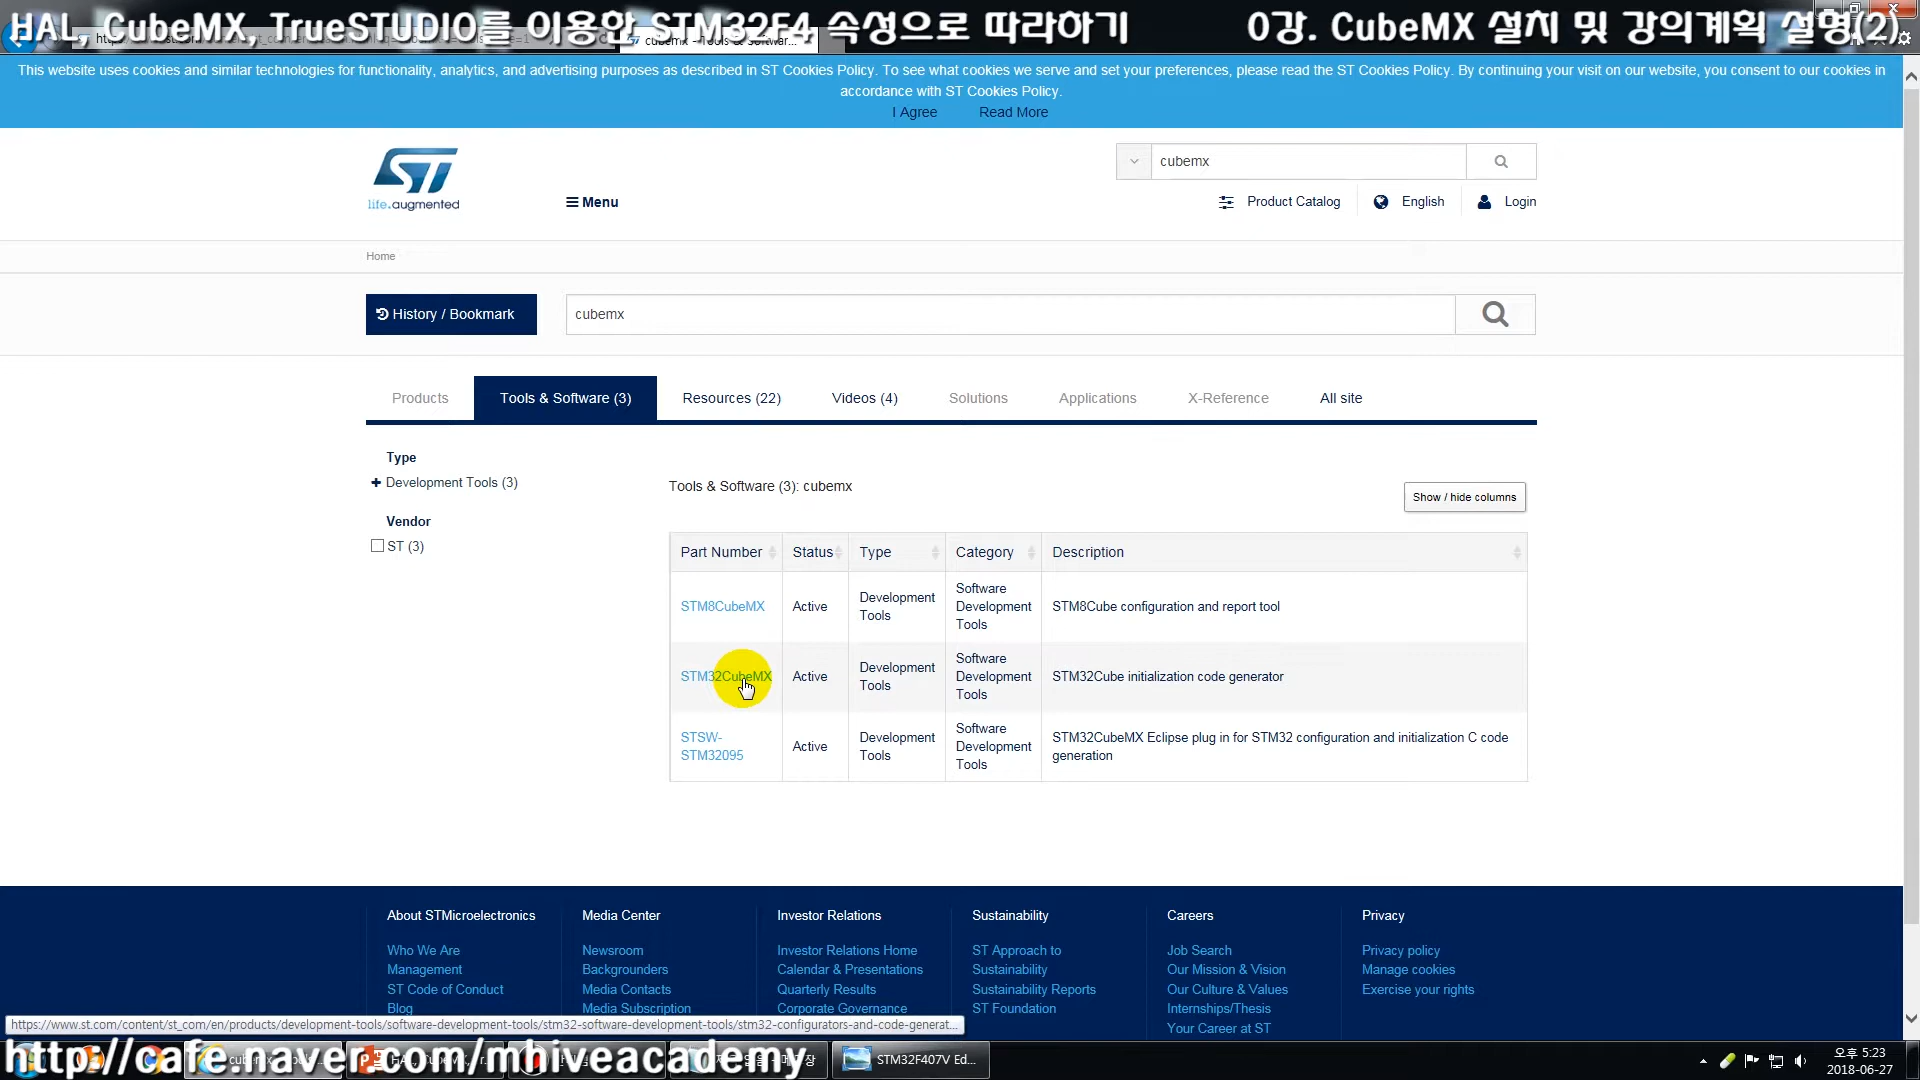 HAL, CubeMX, TrueSTUDIO를 이용한 STM32F4 속성으로 따라하기
0강. CubeMX 설치 및 강의계획 설명(2)
cubemx - Tools & Softwar...
This website uses cookies and similar technologies for functionality, analytics, and advertising purposes as described in ST Cookies Policy. To see what cookies we serve and set your preferences, please read the ST Cookies Policy. By continuing your visit on our website, you consent to our cookies in
accordance with ST Cookies Policy.
I Agree Read More
ST
life.augmented
Menu
cubemx
Product Catalog English Login
Home
History / Bookmark
cubemx
Products Tools & Software (3) Resources (22) Videos (4) Solutions Applications X-Reference All site
Type
Development Tools (3)
Vendor
ST (3)
Tools & Software (3): cubemx
Show / hide columns
Part Number Status Type Category Description
STM8CubeMX Active Development Tools Software Development Tools STM8Cube configuration and report tool
STM32CubeMX Active Development Tools Software Development Tools STM32Cube initialization code generator
STSW-STM32095 Active Development Tools Software Development Tools STM32CubeMX Eclipse plug in for STM32 configuration and initialization C code generation
About STMicroelectronics
Who We Are
Management
ST Code of Conduct
Blog
Media Center
Newsroom
Backgrounders
Media Contacts
Media Subscription
Investor Relations
Investor Relations Home
Calendar & Presentations
Quarterly Results
Corporate Governance
Sustainability
ST Approach to
Sustainability
Sustainability Reports
ST Foundation
Careers
Job Search
Our Mission & Vision
Our Culture & Values
Internships/Thesis
Your Career at ST
Privacy
Privacy policy
Manage cookies
Exercise your rights
https://www.st.com/content/st_com/en/products/development-tools/software-development-tools/stm32-software-development-tools/stm32-configurators-and-code-generat...
http://cafe.naver.com/mhiveacademy
STM32F407V Ed...
오후 5:23
2018-06-27